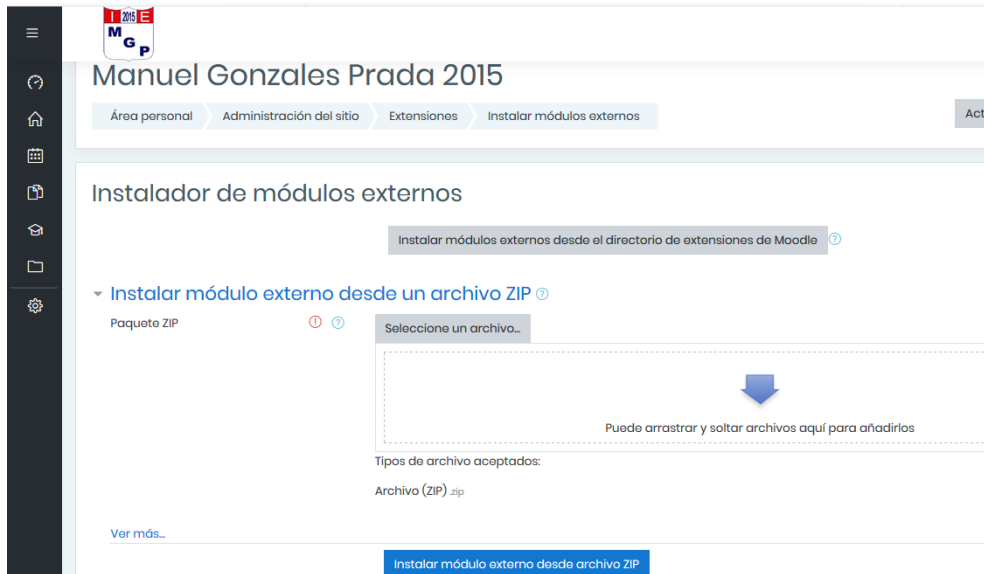 I 2015 E
M
G
P
Manuel Gonzales Prada 2015
Área personal Administración del sitio Extensiones Instalar módulos externos
Act
Instalador de módulos externos
Instalar módulos externos desde el directorio de extensiones de Moodle
Instalar módulo externo desde un archivo ZIP
Paquete ZIP
Seleccione un archivo...
Puede arrastrar y soltar archivos aquí para añadirlos
Tipos de archivo aceptados:
Archivo (ZIP) .zip
Ver más...
Instalar módulo externo desde archivo ZIP